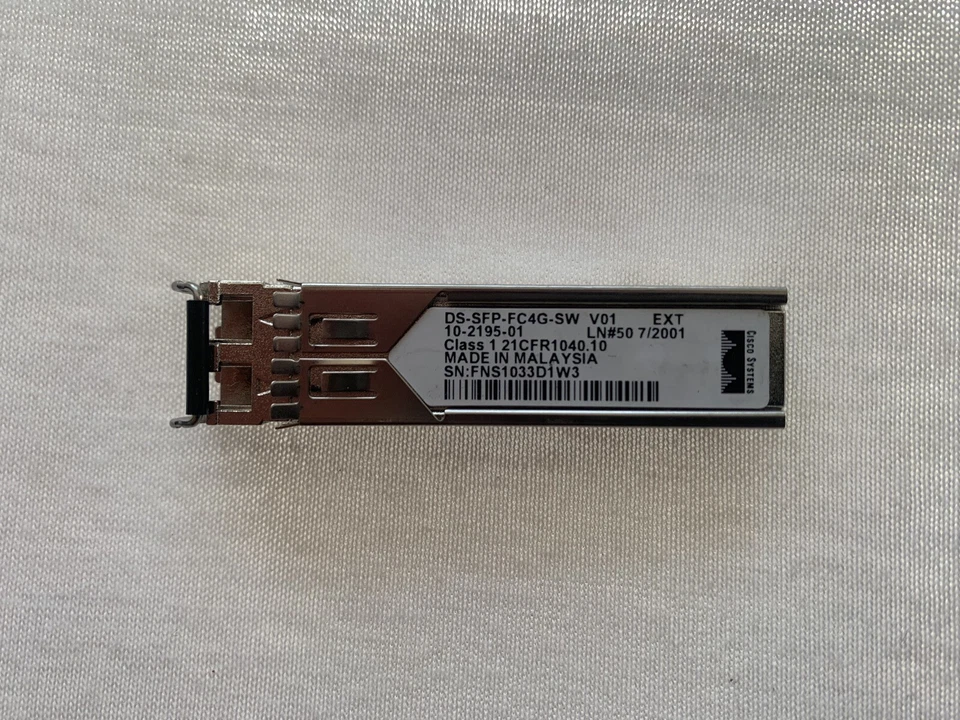 DS-SFP-FC4G-SW V01 EXT
10-2195-01 LN#50 7/2001
Class 1 21CFR1040.10
MADE IN MALAYSIA
SN:FNS1033D1W3
CISCO SYSTEMS